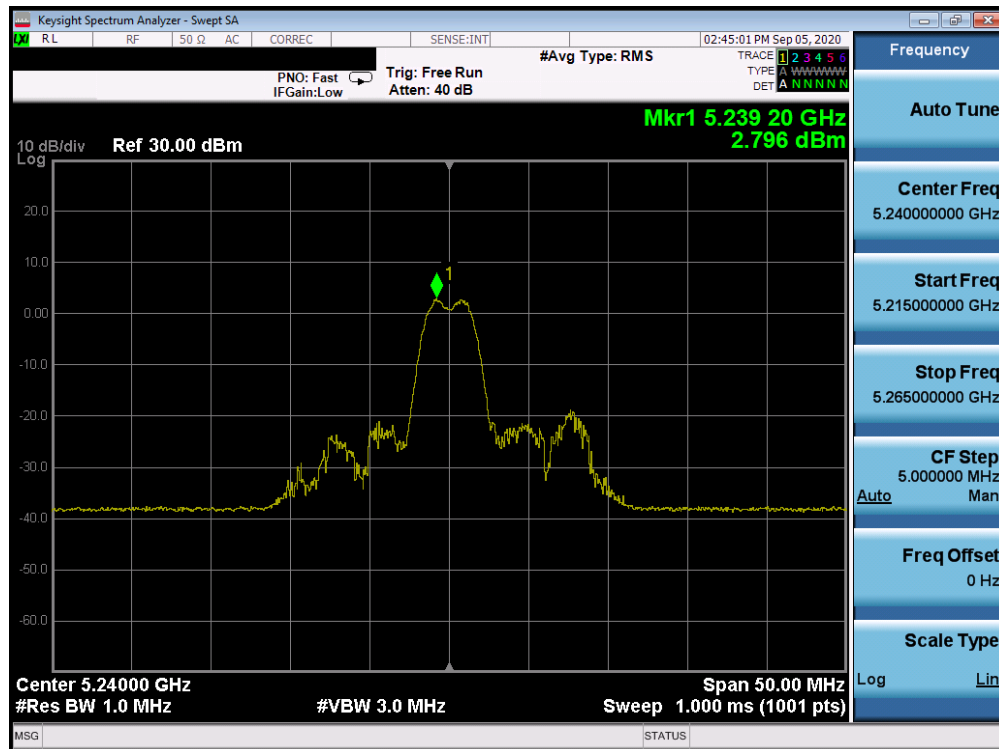 Keysight Spectrum Analyzer - Swept SA
LXI RL RF 50 Ω AC CORREC SENSE:INT 02:45:01 PM Sep 05, 2020
PNO: Fast
IFGain:Low
Trig: Free Run
Atten: 40 dB
#Avg Type: RMS
TRACE 1 2 3 4 5 6
TYPE A WWWWW
DET A N N N N N
Mkr1 5.239 20 GHz
2.796 dBm
10 dB/div Ref 30.00 dBm
Log
20.0
10.0
1
0.00
-10.0
-20.0
-30.0
-40.0
-50.0
-60.0
Center 5.24000 GHz Span 50.00 MHz
#Res BW 1.0 MHz #VBW 3.0 MHz Sweep 1.000 ms (1001 pts)
MSG STATUS
Frequency
Auto Tune
Center Freq
5.240000000 GHz
Start Freq
5.215000000 GHz
Stop Freq
5.265000000 GHz
CF Step
5.000000 MHz
Auto Man
Freq Offset
0 Hz
Scale Type
Log Lin